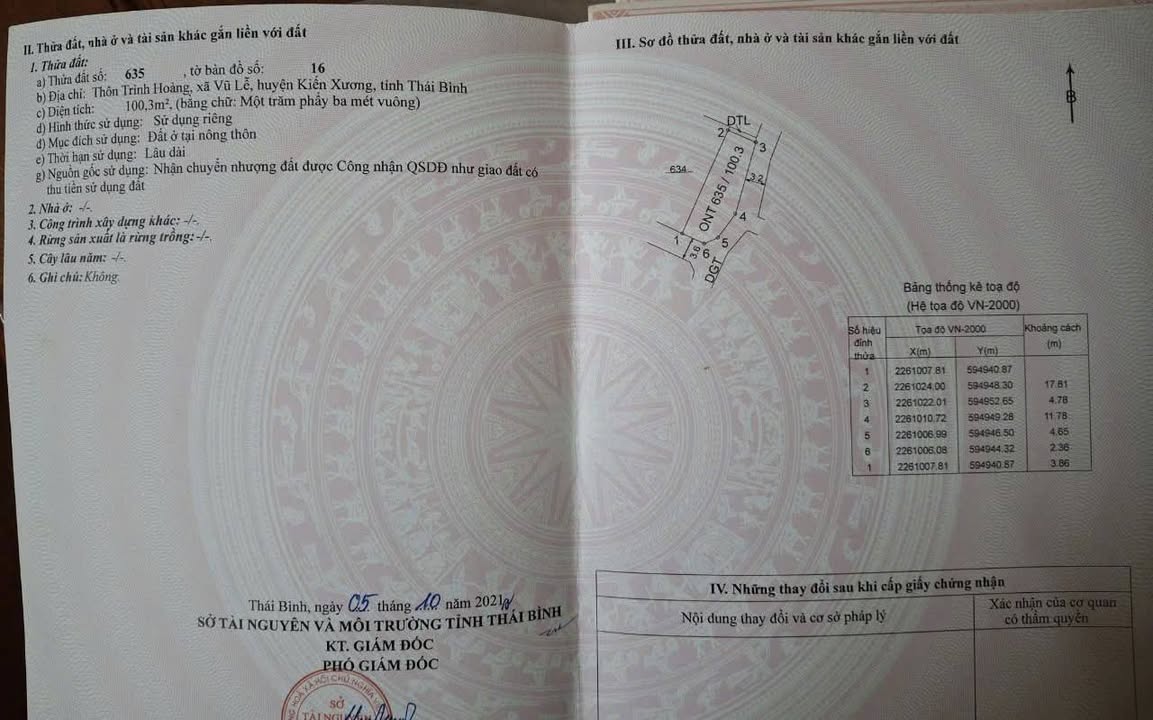 II. Thửa đất, nhà ở và tài sản khác gắn liền với đất
1. Thửa đất:
a) Thửa đất số: 635 , tờ bản đồ số: 16
b) Địa chỉ: Thôn Trình Hoàng, xã Vũ Lễ, huyện Kiến Xương, tỉnh Thái Bình
c) Diện tích: 100,3m², (bằng chữ: Một trăm phẩy ba mét vuông)
d) Hình thức sử dụng: Sử dụng riêng
đ) Mục đích sử dụng: Đất ở tại nông thôn
e) Thời hạn sử dụng: Lâu dài
g) Nguồn gốc sử dụng: Nhận chuyển nhượng đất được Công nhận QSDĐ như giao đất có
thu tiền sử dụng đất
2. Nhà ở: -/-.
3. Công trình xây dựng khác: -/-.
4. Rừng sản xuất là rừng trồng: -/-.
5. Cây lâu năm: -/-.
6. Ghi chú: Không.
Thái Bình, ngày 05 tháng 10 năm 2021
SỞ TÀI NGUYÊN VÀ MÔI TRƯỜNG TỈNH THÁI BÌNH
KT. GIÁM ĐỐC
PHÓ GIÁM ĐỐC
SỞ
III. Sơ đồ thửa đất, nhà ở và tài sản khác gắn liền với đất
B
DTL
2
3
634
ONT 635 / 100.3
3.2
4
1
5
6
3.6
DGT
Bảng thống kê toạ độ
(Hệ tọa độ VN-2000)
Số hiệu đỉnh thửa Tọa độ VN-2000 Khoảng cách (m)
X(m) Y(m)
1 2261007.81 594940.87
2 2261024.00 594948.30 17.81
3 2261022.01 594952.65 4.78
4 2261010.72 594949.28 11.78
5 2261006.99 594946.50 4.65
6 2261006.08 594944.32 2.36
1 2261007.81 594940.87 3.86
IV. Những thay đổi sau khi cấp giấy chứng nhận
Nội dung thay đổi và cơ sở pháp lý
Xác nhận của cơ quan
có thẩm quyền